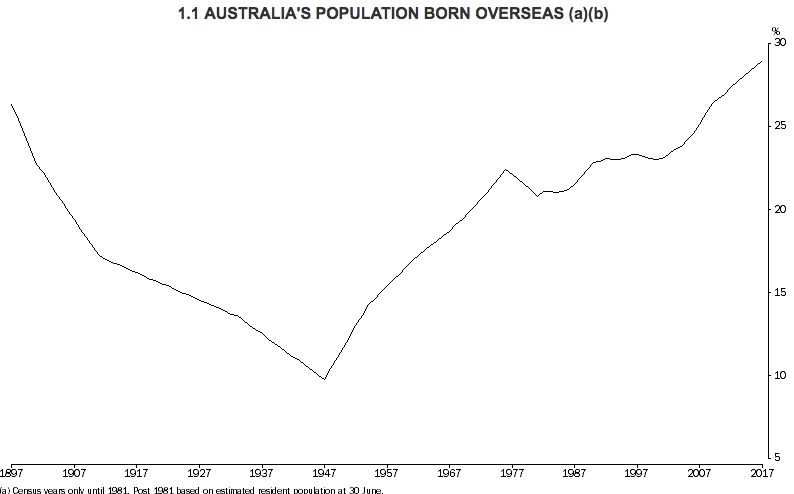 1.1 AUSTRALIA'S POPULATION BORN OVERSEAS (a)(b)
%
30
25
20
15
10
5
1897 1907 1917 1927 1937 1947 1957 1967 1977 1987 1997 2007 2017
(a) Census years only until 1981. Post 1981 based on estimated resident population at 30 June.